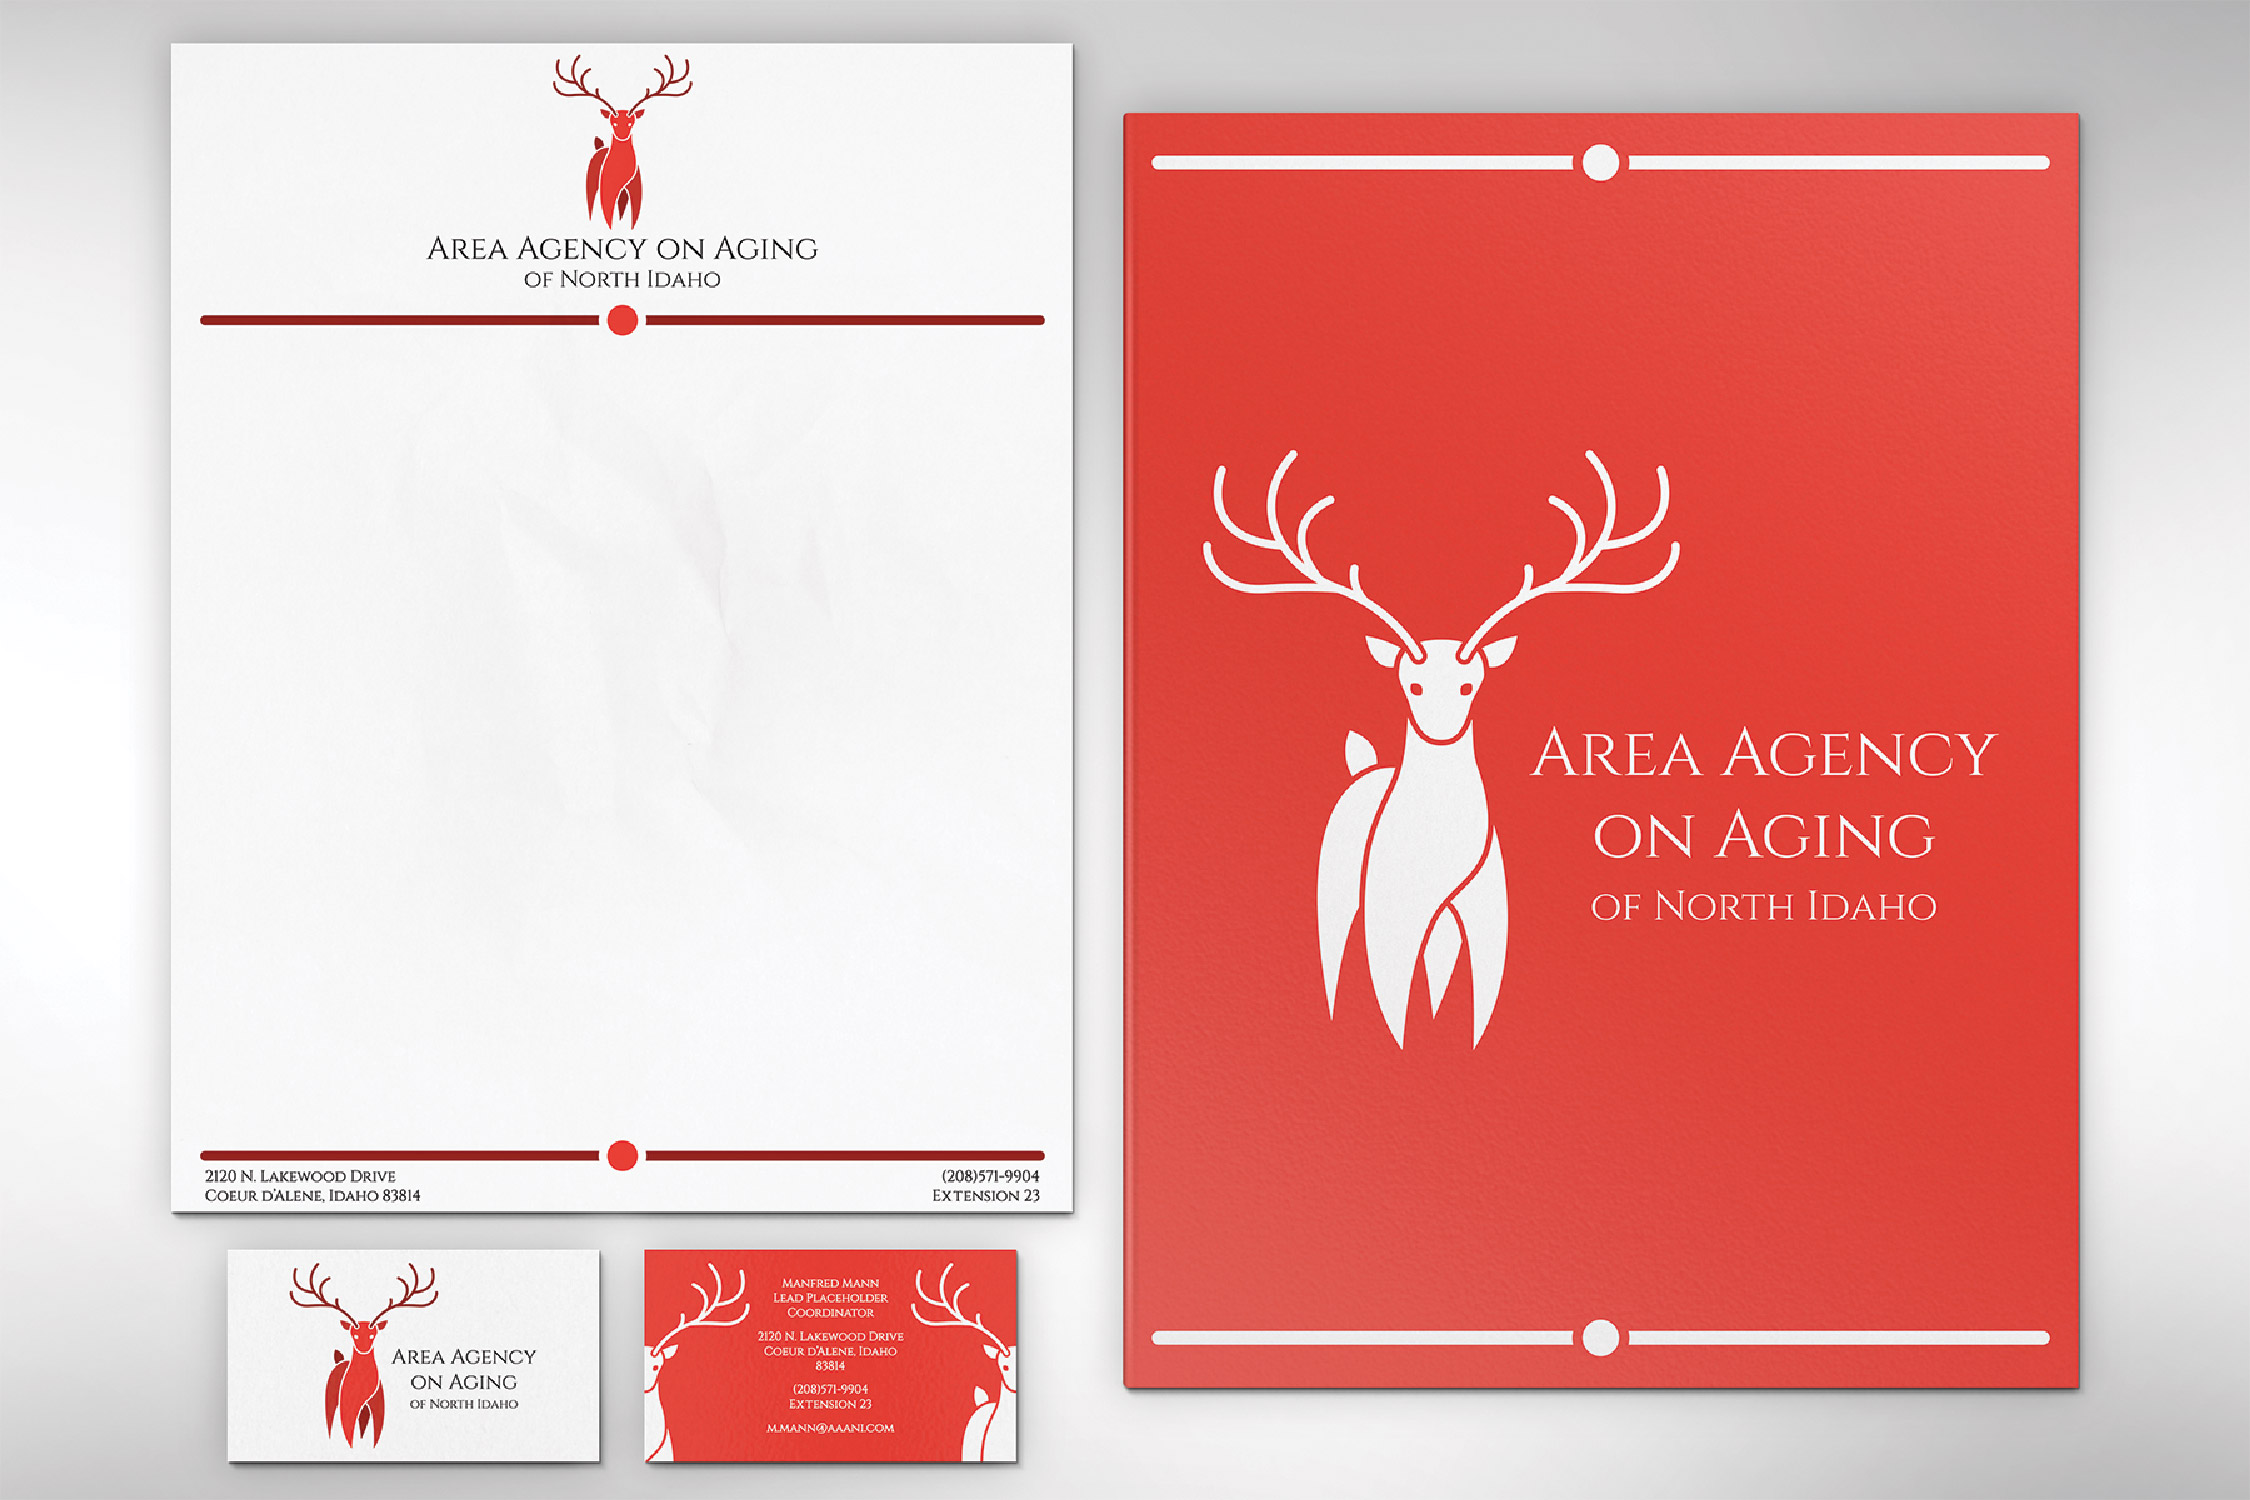 Area Agency on Aging
of North Idaho
2120 N. Lakewood Drive
Coeur d'Alene, Idaho 83814
(208)571-9904
Extension 23
Area Agency
on Aging
of North Idaho
Manfred Mann
Lead Placeholder
Coordinator
2120 N. Lakewood Drive
Coeur d'Alene, Idaho
83814
(208)571-9904
Extension 23
m.mann@aaani.com
Area Agency
on Aging
of North Idaho